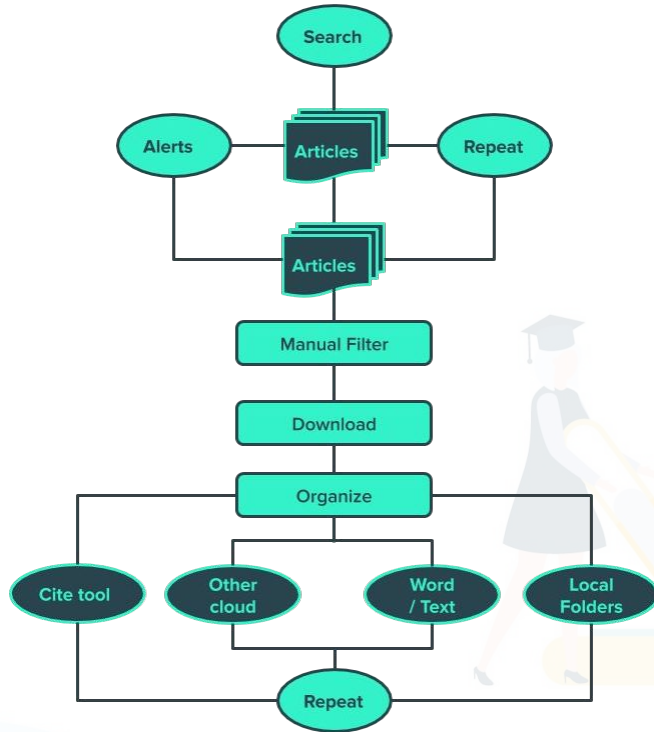 Search
Alerts
Articles
Repeat
Articles
Manual Filter
Download
Organize
Cite tool
Other
cloud
Word
/ Text
Local
Folders
Repeat